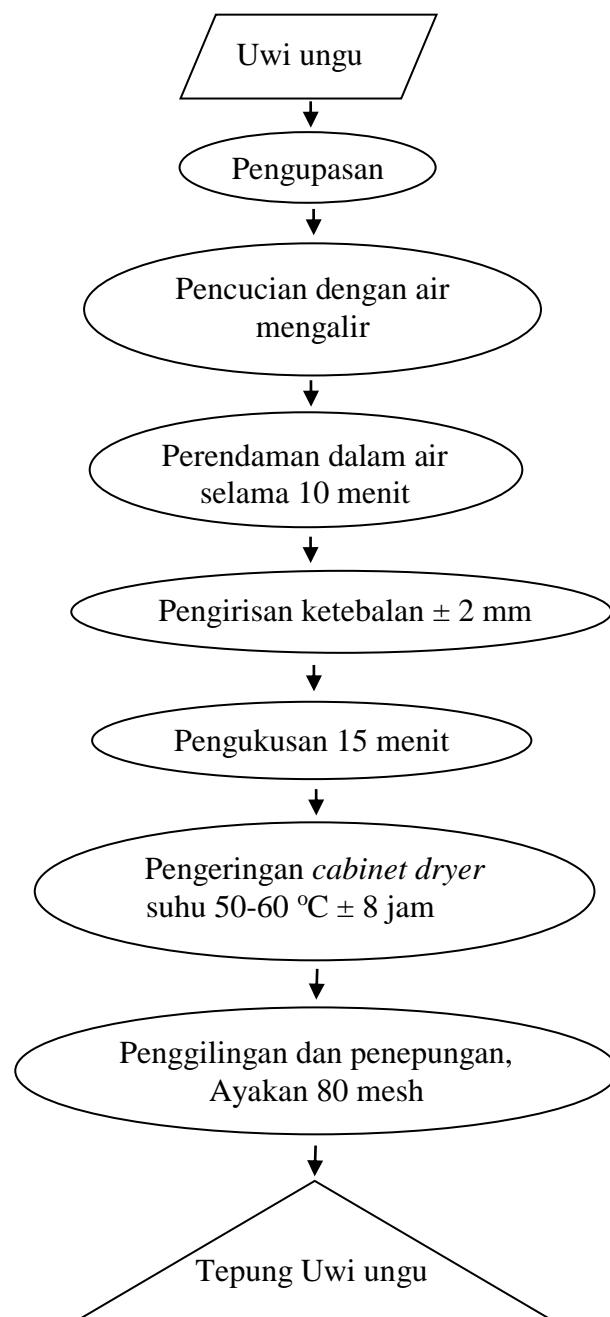 Uwi ungu
Pengupasan
Pencucian dengan air
mengalir
Perendaman dalam air
selama 10 menit
Pengirisan ketebalan ± 2 mm
Pengukusan 15 menit
Pengeringan cabinet dryer
suhu 50-60 ºC ± 8 jam
Penggilingan dan penepungan,
Ayakan 80 mesh
Tepung Uwi ungu